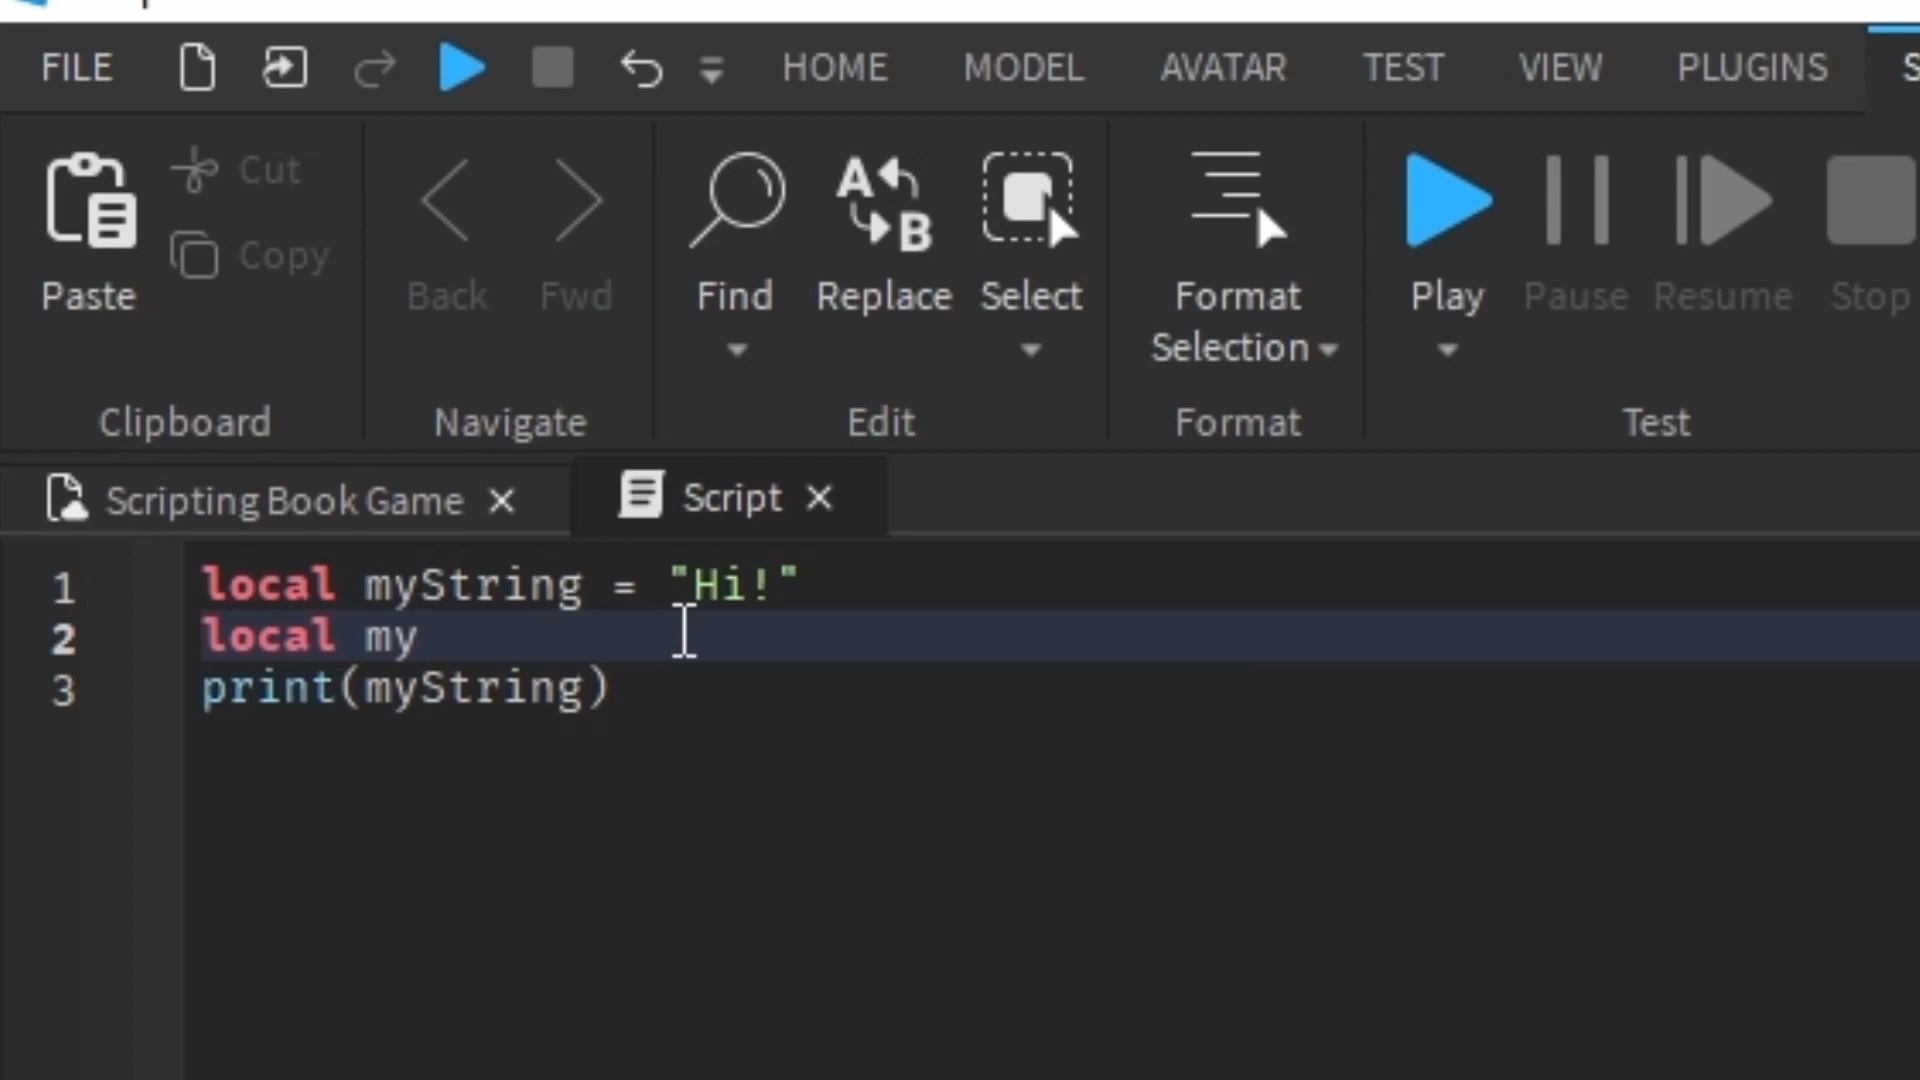 FILE HOME MODEL AVATAR TEST VIEW PLUGINS
Paste Cut Copy Back Fwd Find Replace Select Format Selection Play Pause Resume Stop
Clipboard Navigate Edit Format Test
Scripting Book Game Script
1 local myString = "Hi!"
2 local my
3 print(myString)